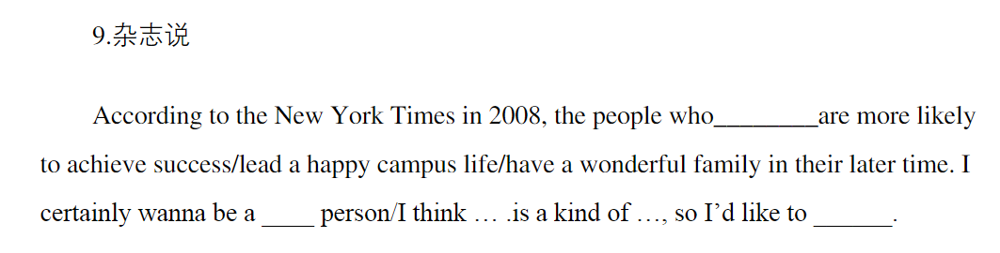 9.杂志说
According to the New York Times in 2008, the people who________are more likely
to achieve success/lead a happy campus life/have a wonderful family in their later time. I
certainly wanna be a ____ person/I think … .is a kind of …, so I’d like to ______.